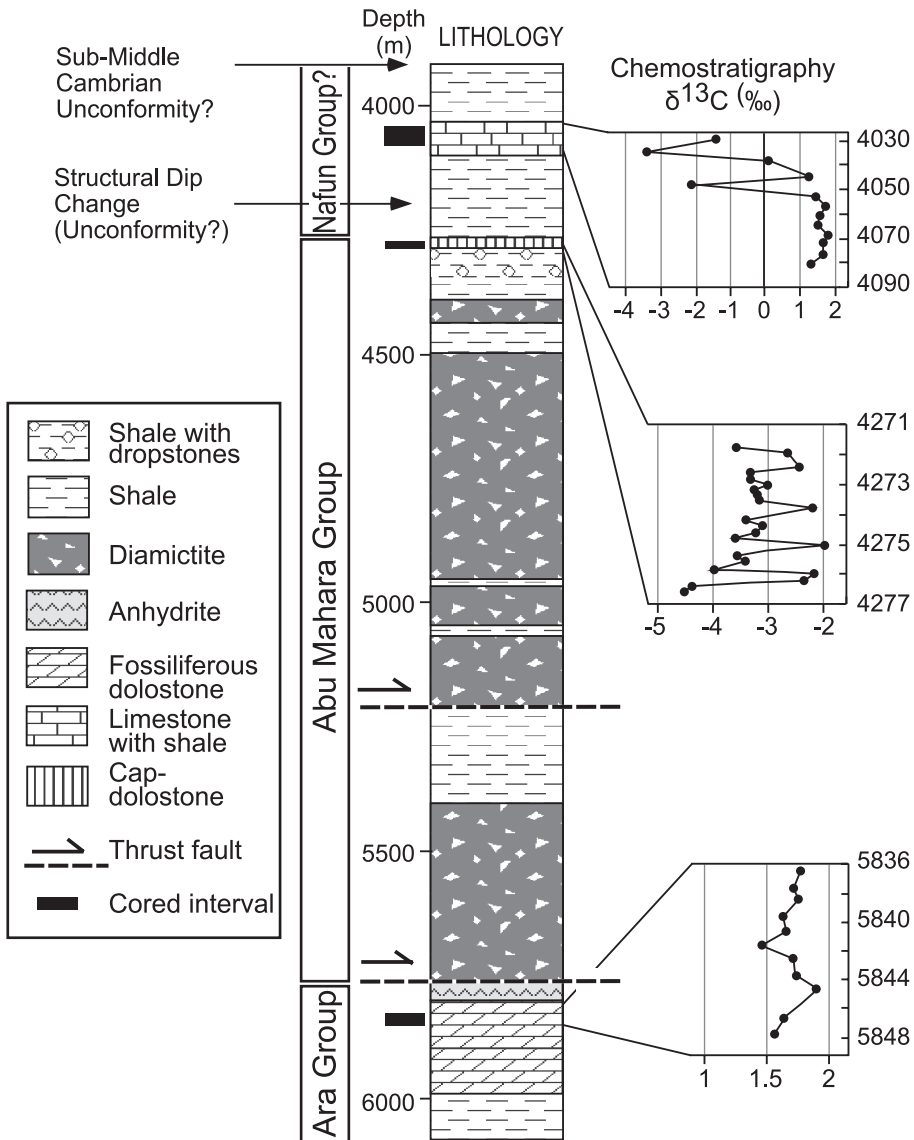 Depth
(m)
LITHOLOGY
Sub-Middle
Cambrian
Unconformity?
Structural Dip
Change
(Unconformity?)
Nafun Group?
Abu Mahara Group
Ara Group
4000
4500
5000
5500
6000
Chemostratigraphy
δ13C (‰)
4030
4050
4070
4090
-4 -3 -2 -1 0 1 2
4271
4273
4275
4277
-5 -4 -3 -2
5836
5840
5844
5848
1 1.5 2
Shale with
dropstones
Shale
Diamictite
Anhydrite
Fossiliferous
dolostone
Limestone
with shale
Cap-
dolostone
Thrust fault
Cored interval